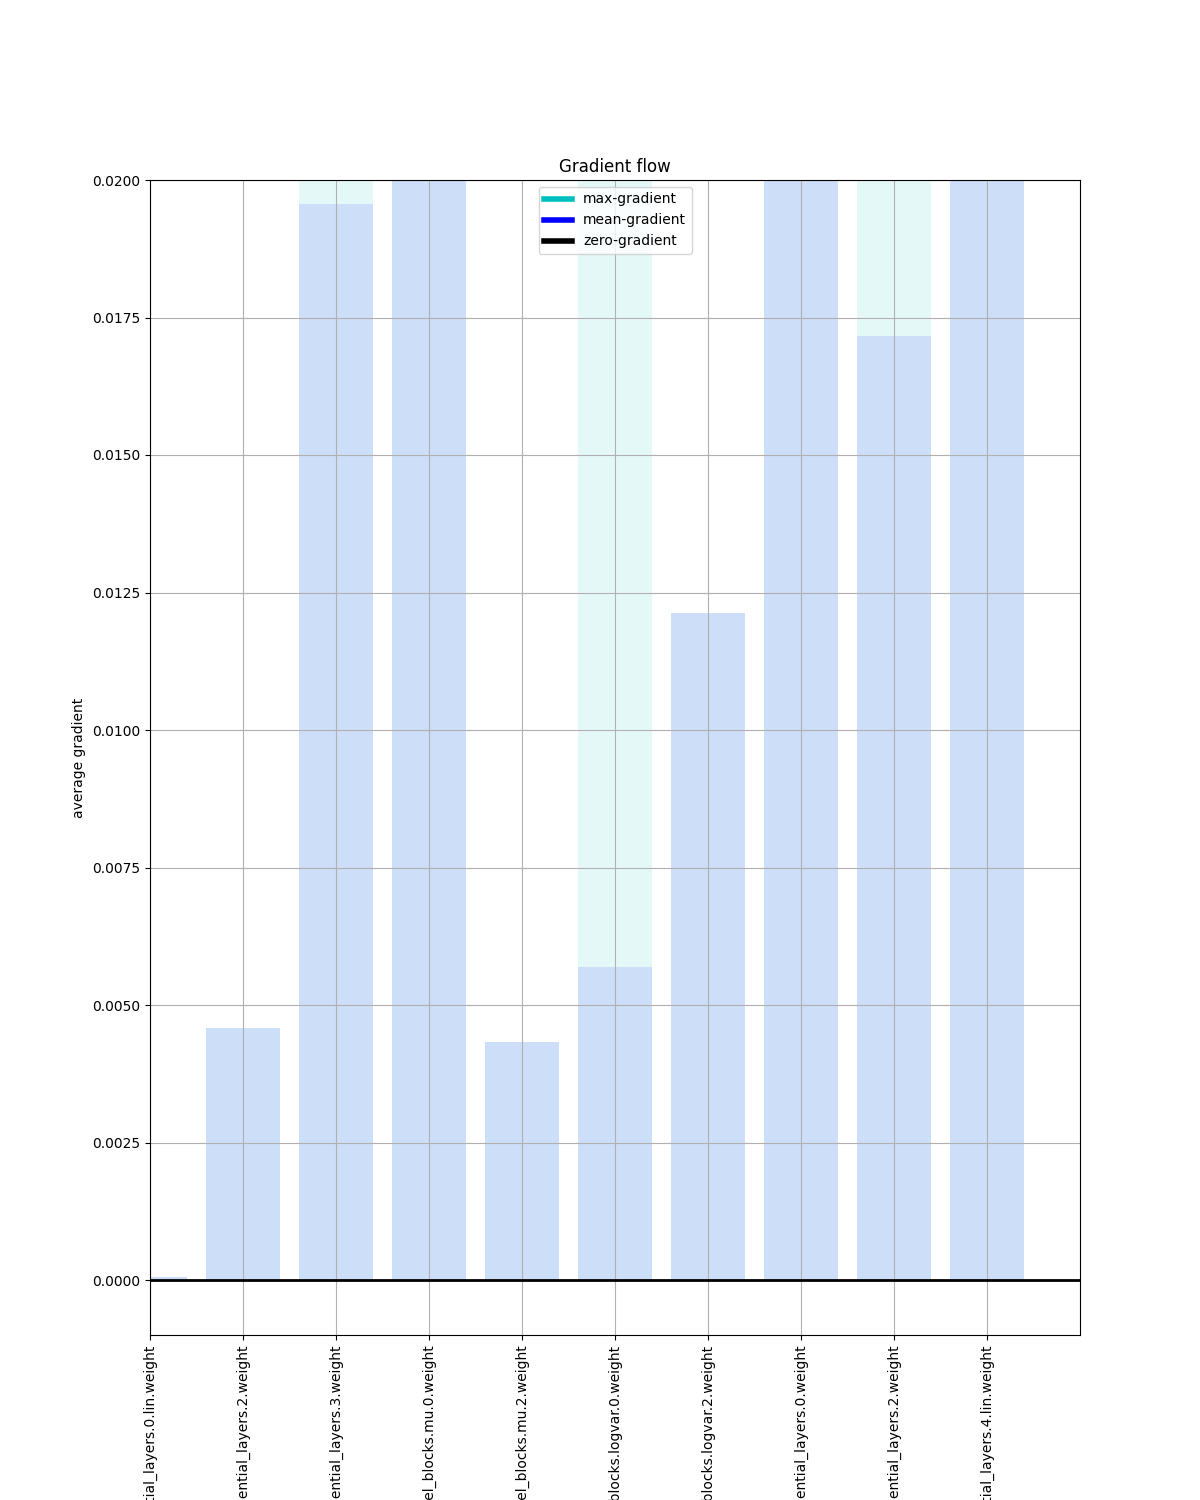 Gradient flow
max-gradient
mean-gradient
zero-gradient
0.0200
0.0175
0.0150
0.0125
0.0100
0.0075
0.0050
0.0025
0.0000
average gradient
tial_layers.0.lin.weight
ential_layers.2.weight
ential_layers.3.weight
el_blocks.mu.0.weight
el_blocks.mu.2.weight
blocks.logvar.0.weight
blocks.logvar.2.weight
ential_layers.0.weight
ential_layers.2.weight
tial_layers.4.lin.weight